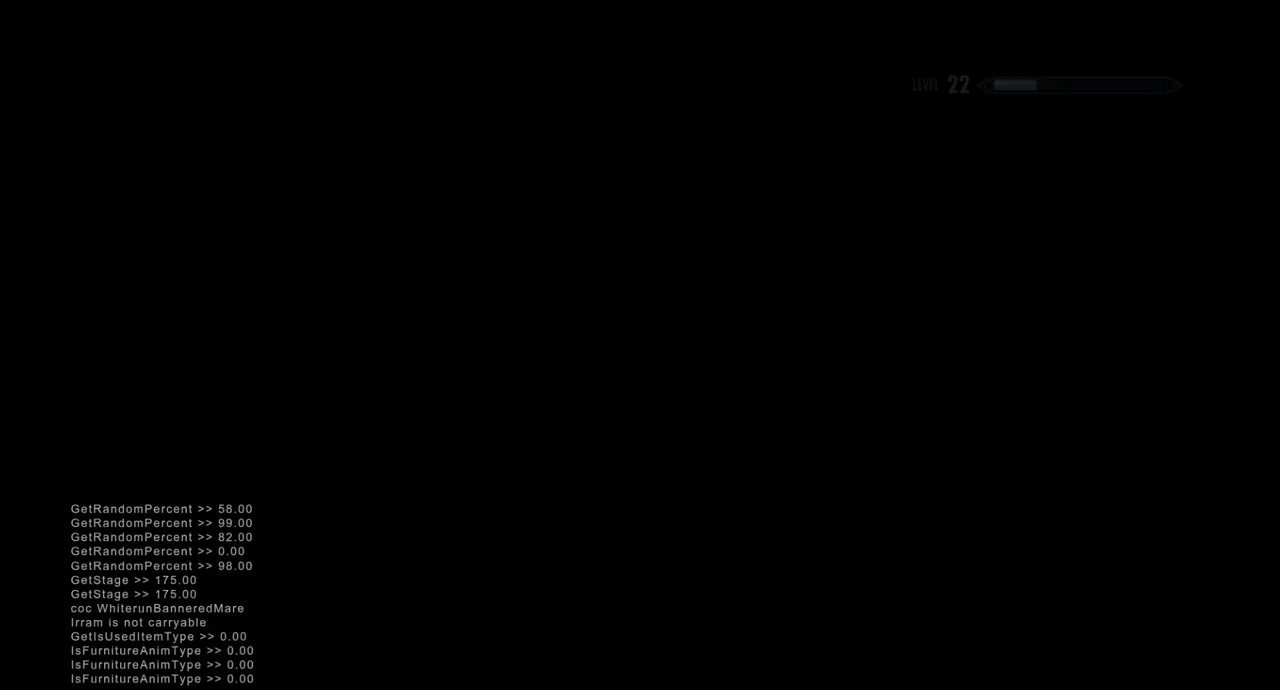 LEVEL 22
GetRandomPercent >> 58.00
GetRandomPercent >> 99.00
GetRandomPercent >> 82.00
GetRandomPercent >> 0.00
GetRandomPercent >> 98.00
GetStage >> 175.00
GetStage >> 175.00
coc WhiterunBanneredMare
Irram is not carryable
GetIsUsedItemType >> 0.00
IsFurnitureAnimType >> 0.00
IsFurnitureAnimType >> 0.00
IsFurnitureAnimType >> 0.00